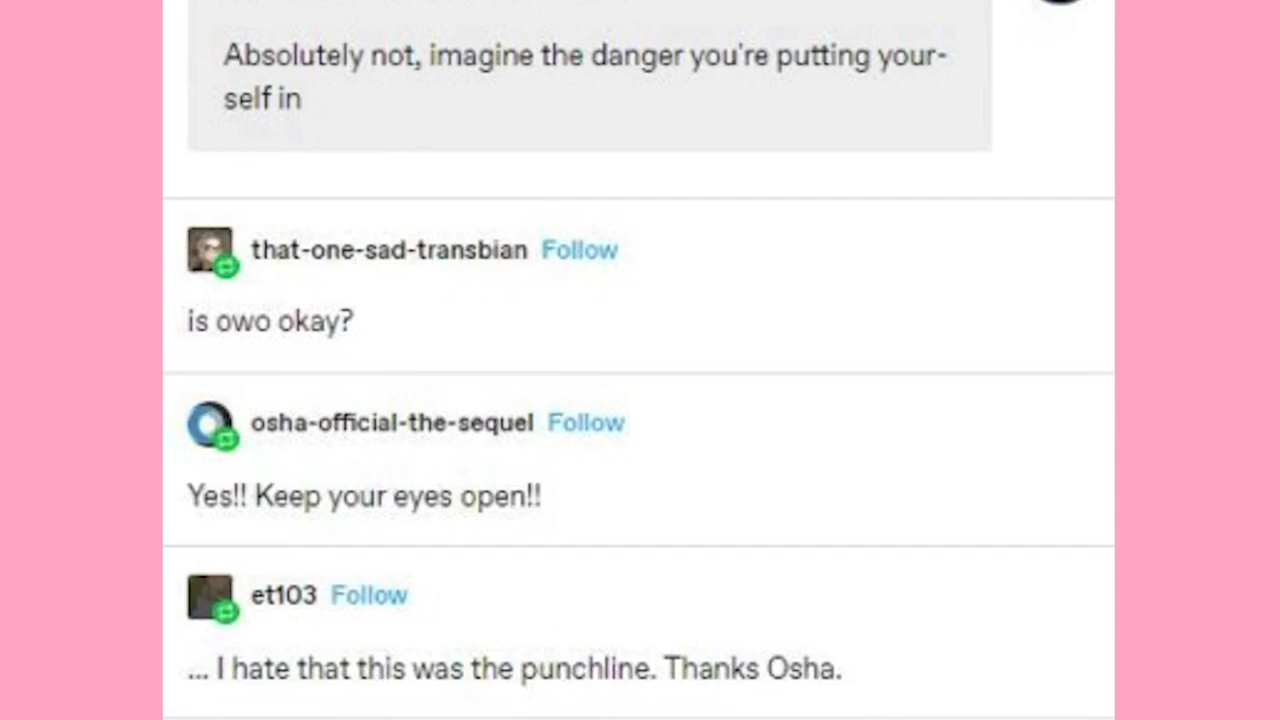 Absolutely not, imagine the danger you're putting your-
self in
that-one-sad-transbian Follow
is owo okay?
osha-official-the-sequel Follow
Yes!! Keep your eyes open!!
et103 Follow
... I hate that this was the punchline. Thanks Osha.